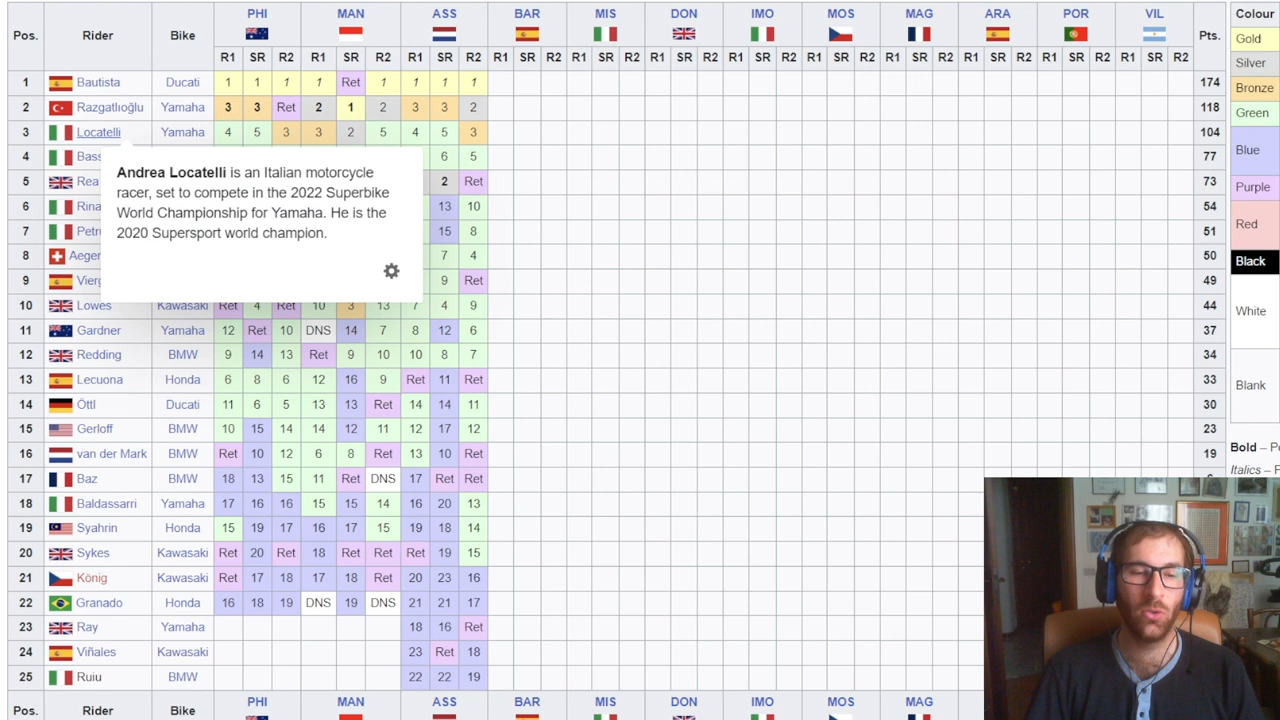 PHI MAN ASS BAR MIS DON IMO MOS MAG ARA POR VIL Colour
Pos. Rider Bike Pts.
R1 SR R2 R1 SR R2 R1 SR R2 R1 SR R2 R1 SR R2 R1 SR R2 R1 SR R2 R1 SR R2 R1 SR R2 R1 SR R2 R1 SR R2 R1 SR R2
Gold
Silver
Bronze
Green
Blue
Purple
Red
Black
White
Blank
Bold – P
Italics – F
1 Bautista Ducati 1 1 1 1 Ret 1 1 1 1 174
2 Razgatlıoğlu Yamaha 3 3 Ret 2 1 2 3 3 2 118
3 Locatelli Yamaha 4 5 3 3 2 5 4 5 3 104
4 Bass 6 5 77
5 Rea 2 Ret 73
6 Rina 13 10 54
7 Petru 15 8 51
8 Aeger 7 4 50
9 Vierg 9 Ret 49
Andrea Locatelli is an Italian motorcycle
racer, set to compete in the 2022 Superbike
World Championship for Yamaha. He is the
2020 Supersport world champion.
10 Lowes Kawasaki Ret 4 Ret 10 3 13 7 4 9 44
11 Gardner Yamaha 12 Ret 10 DNS 14 7 8 12 6 37
12 Redding BMW 9 14 13 Ret 9 10 10 8 7 34
13 Lecuona Honda 6 8 6 12 16 9 Ret 11 Ret 33
14 Öttl Ducati 11 6 5 13 13 Ret 14 14 11 30
15 Gerloff BMW 10 15 14 14 12 11 12 17 12 23
16 van der Mark BMW Ret 10 12 6 8 Ret 13 10 Ret 19
17 Baz BMW 18 13 15 11 Ret DNS 17 Ret Ret
18 Baldassarri Yamaha 17 16 16 15 15 14 16 20 13
19 Syahrin Honda 15 19 17 16 17 15 19 18 14
20 Sykes Kawasaki Ret 20 Ret 18 Ret Ret Ret 19 15
21 König Kawasaki Ret 17 18 17 18 Ret 20 23 16
22 Granado Honda 16 18 19 DNS 19 DNS 21 21 17
23 Ray Yamaha 18 16 Ret
24 Viñales Kawasaki 23 Ret 18
25 Ruiu BMW 22 22 19
Pos. Rider Bike PHI MAN ASS BAR MIS DON IMO MOS MAG